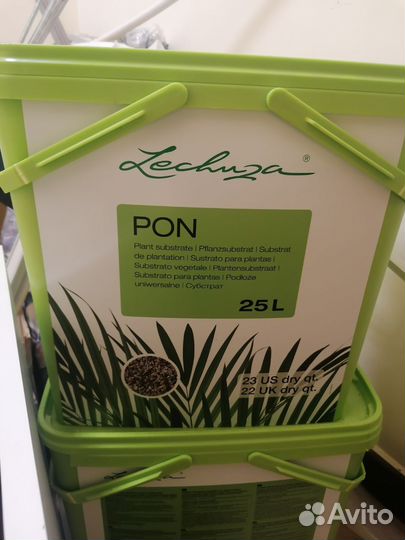 Lechuza®
PON
Plant substrate | Pflanzsubstrat | Substrat
de plantation | Sustrato para plantas |
Substrato vegetale | Plantensubstraat |
Substrato para plantas | Podłoże
uniwersalne | Субстрат
25 L
23 US dry qt.
22 UK dry qt.
Lechuza
Avito